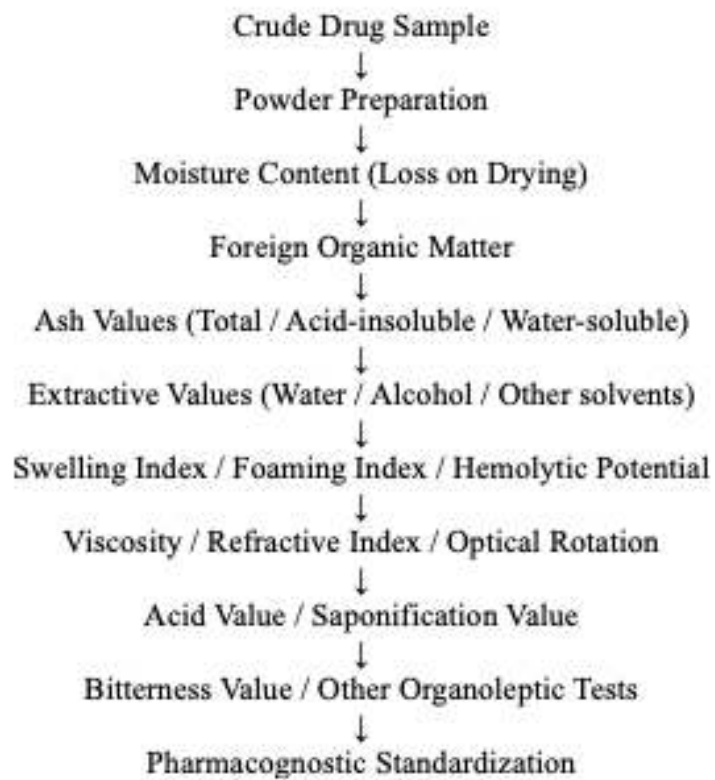 Crude Drug Sample
↓
Powder Preparation
↓
Moisture Content (Loss on Drying)
↓
Foreign Organic Matter
↓
Ash Values (Total / Acid-insoluble / Water-soluble)
↓
Extractive Values (Water / Alcohol / Other solvents)
↓
Swelling Index / Foaming Index / Hemolytic Potential
↓
Viscosity / Refractive Index / Optical Rotation
↓
Acid Value / Saponification Value
↓
Bitterness Value / Other Organoleptic Tests
↓
Pharmacognostic Standardization